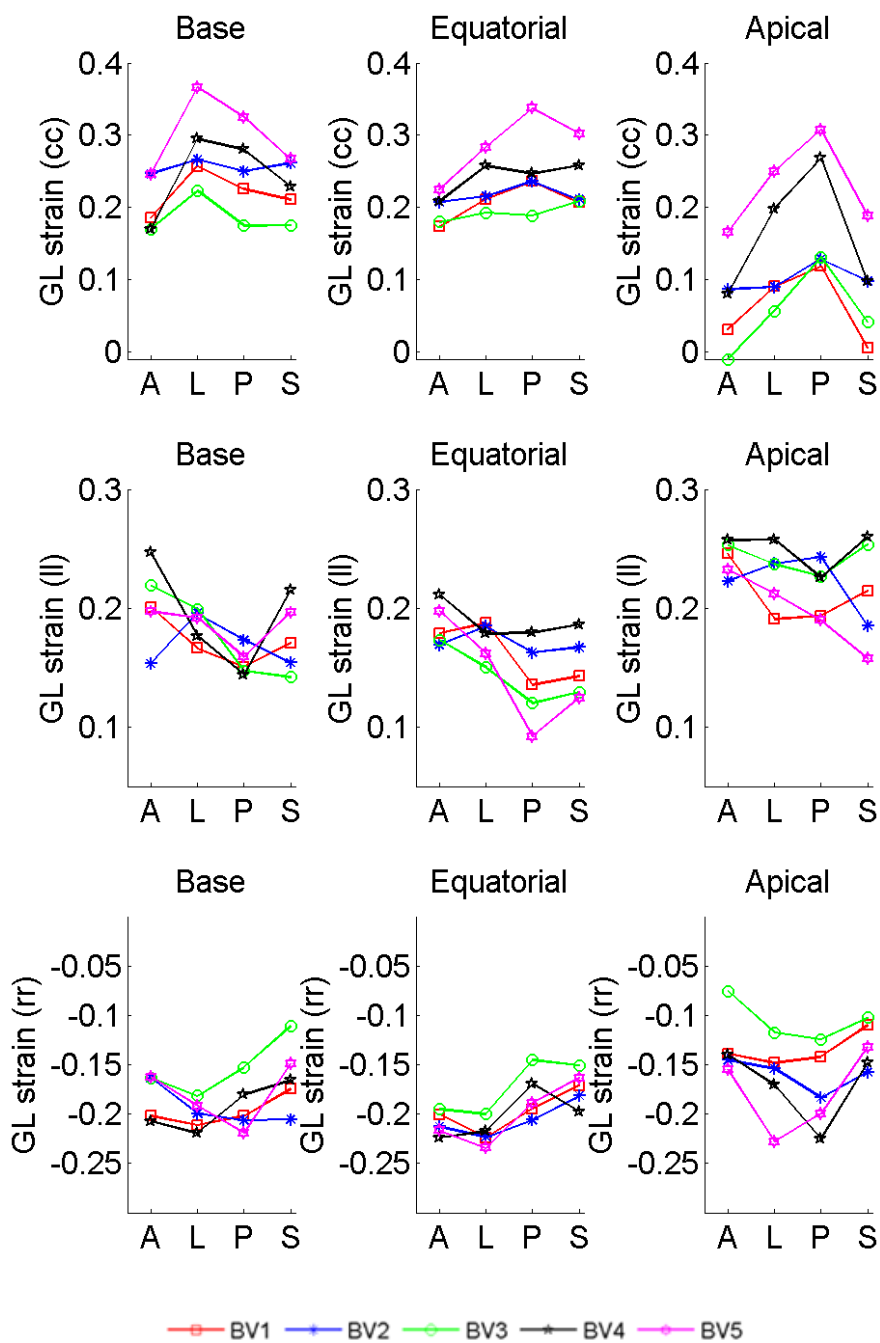 Base Equatorial Apical
GL strain (cc) 0.4 0.3 0.2 0.1 0 A L P S
GL strain (cc) 0.4 0.3 0.2 0.1 0 A L P S
GL strain (cc) 0.4 0.3 0.2 0.1 0 A L P S
Base Equatorial Apical
GL strain (ll) 0.3 0.2 0.1 A L P S
GL strain (ll) 0.3 0.2 0.1 A L P S
GL strain (ll) 0.3 0.2 0.1 A L P S
Base Equatorial Apical
GL strain (rr) -0.05 -0.1 -0.15 -0.2 -0.25 A L P S
GL strain (rr) -0.05 -0.1 -0.15 -0.2 -0.25 A L P S
GL strain (rr) -0.05 -0.1 -0.15 -0.2 -0.25 A L P S
BV1 BV2 BV3 BV4 BV5